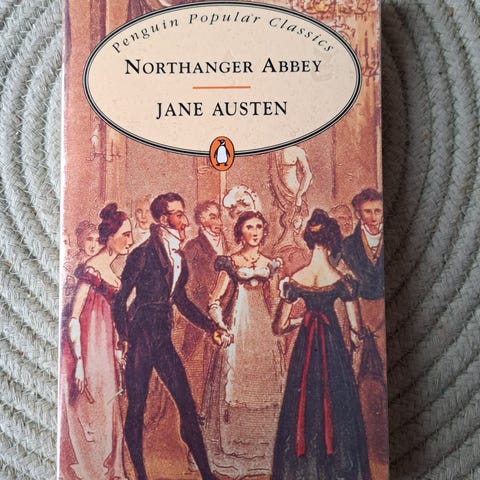 Penguin Popular Classics
NORTHANGER ABBEY
JANE AUSTEN